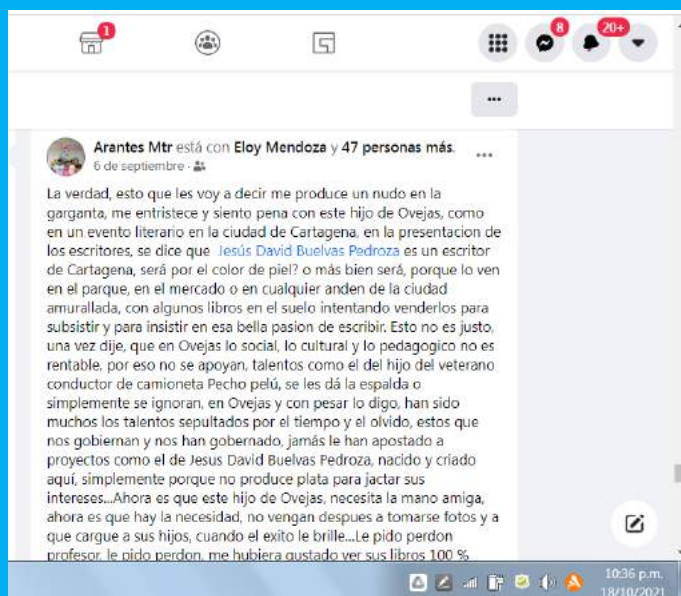 1
8
20+
...
Arantes Mtr está con Eloy Mendoza y 47 personas más.
...
6 de septiembre ·
La verdad, esto que les voy a decir me produce un nudo en la
garganta, me entristece y siento pena con este hijo de Ovejas, como
en un evento literario en la ciudad de Cartagena, en la presentacion de
los escritores, se dice que Jesús David Buelvas Pedroza es un escritor
de Cartagena, será por el color de piel? o más bien será, porque lo ven
en el parque, en el mercado o en cualquier anden de la ciudad
amurallada, con algunos libros en el suelo intentando venderlos para
subsistir y para insistir en esa bella pasion de escribir. Esto no es justo,
una vez dije, que en Ovejas lo social, lo cultural y lo pedagogico no es
rentable, por eso no se apoyan, talentos como el del hijo del veterano
conductor de camioneta Pecho pelú, se les dá la espalda o
simplemente se ignoran, en Ovejas y con pesar lo digo, han sido
muchos los talentos sepultados por el tiempo y el olvido, estos que
nos gobiernan y nos han gobernado, jamás le han apostado a
proyectos como el de Jesus David Buelvas Pedroza, nacido y criado
aquí, simplemente porque no produce plata para jactar sus
intereses...Ahora es que este hijo de Ovejas, necesita la mano amiga,
ahora es que hay la necesidad, no vengan despues a tomarse fotos y a
que cargue a sus hijos, cuando el exito le brille...Le pido perdon
profesor, le pido perdon, me hubiera gustado ver sus libros 100 %
10:36 p.m.
18/10/2021